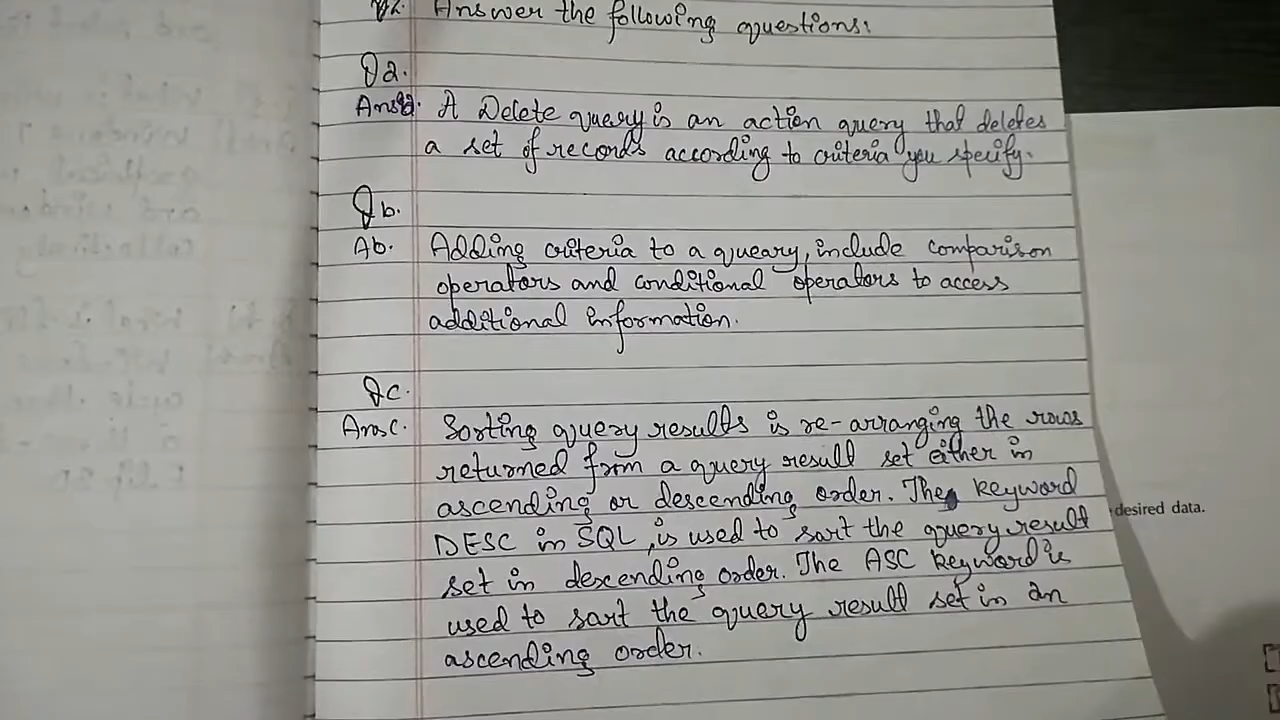 Answer the following questions:
Q a.
Ans a. A Delete query is an action query that deletes
a set of records according to criteria you specify.
Q b.
A b. Adding criteria to a queary, include comparison
operators and conditional operators to access
additional information.
Q c.
Ans c. Sorting query results is re-arranging the rows
returned from a query result set either in
ascending or descending order. The keyword
DESC in SQL, is used to sort the query result
set in descending order. The ASC keyword is
used to sort the query result set in an
ascending order.
desired data.